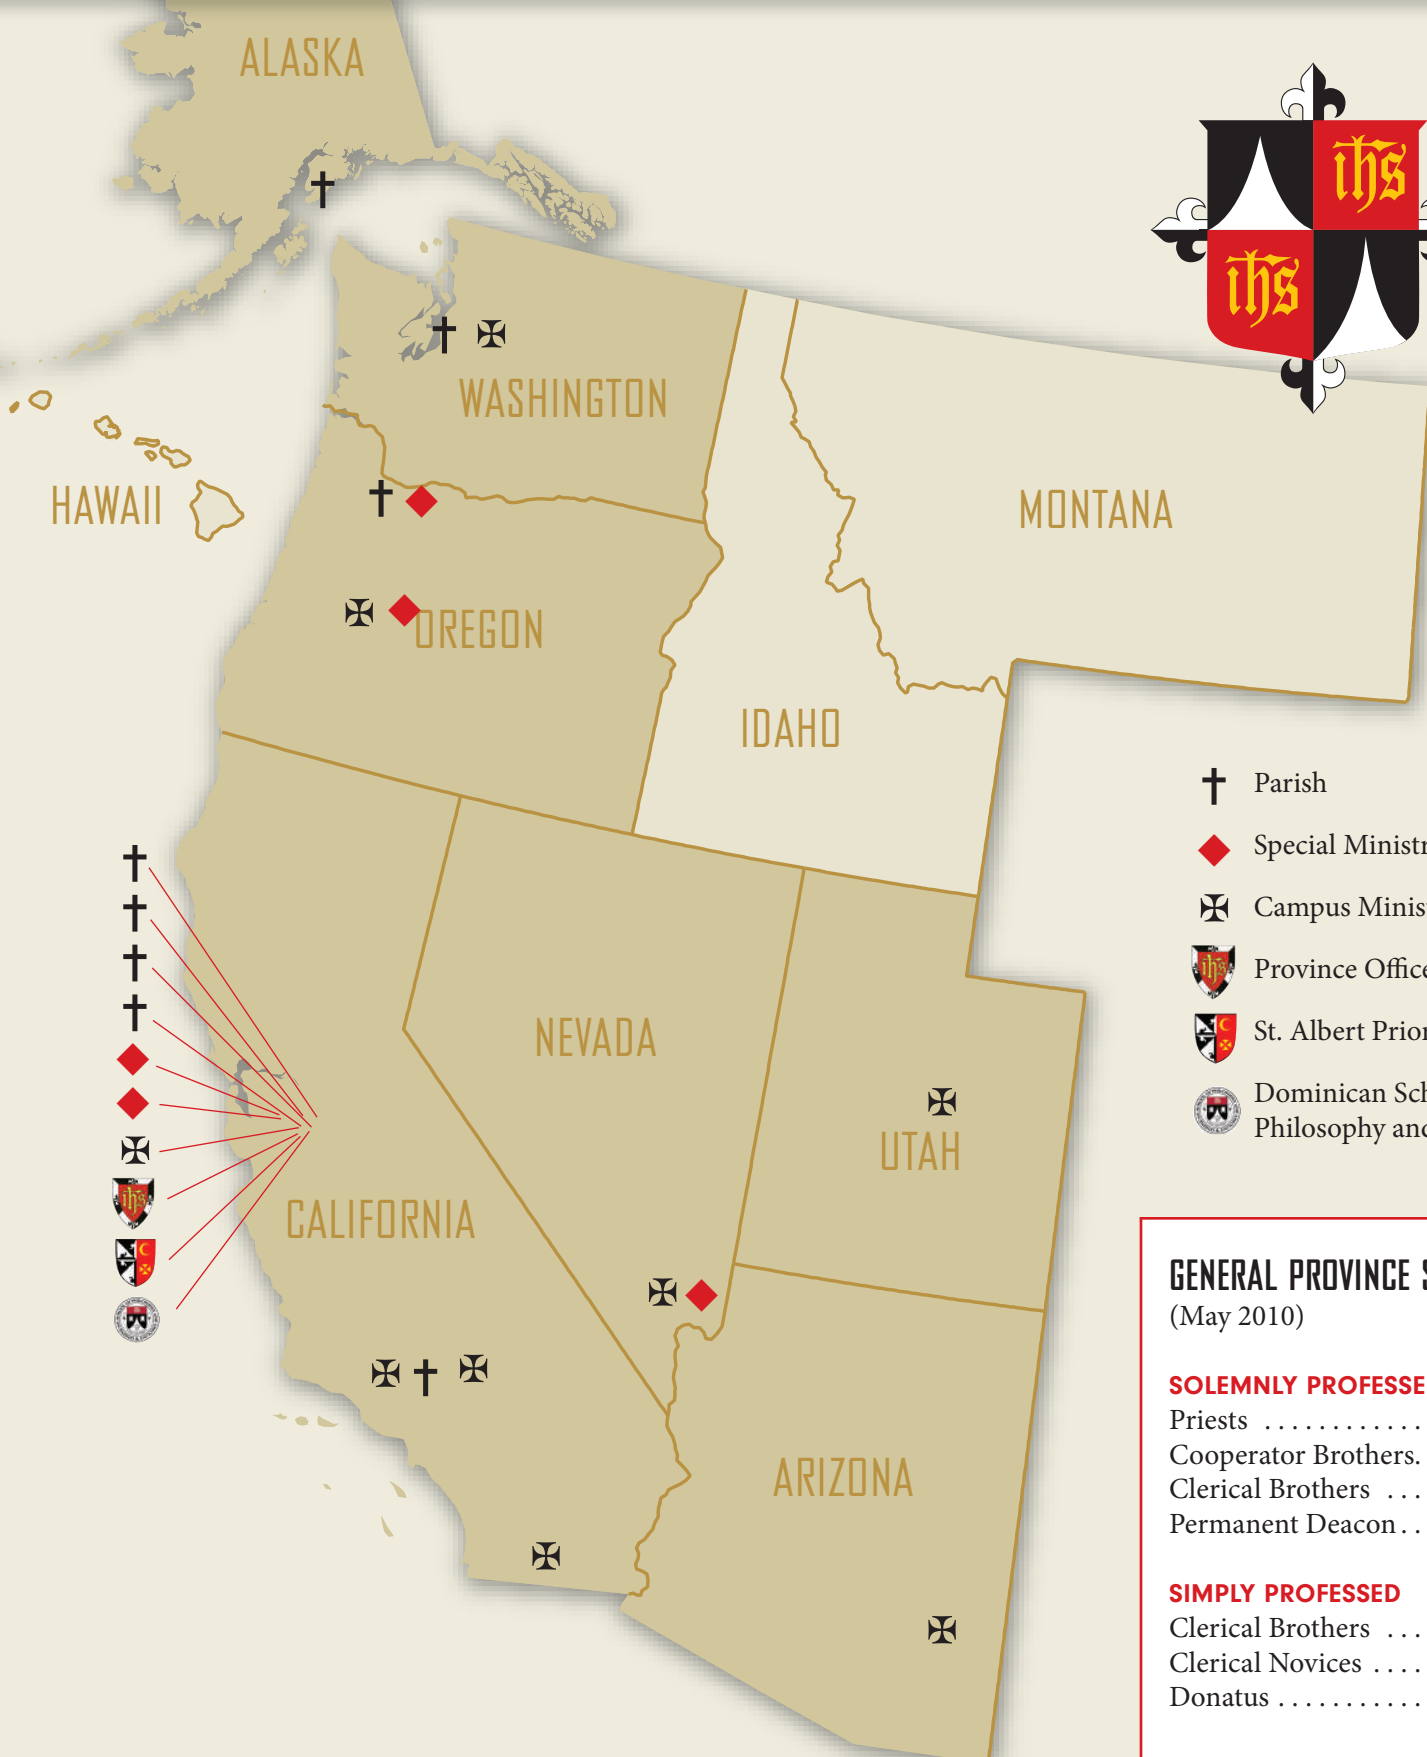 ALASKA
ihs
ihs
WASHINGTON
HAWAII
MONTANA
OREGON
IDAHO
Parish
Special Ministr
Campus Minis
Province Office
St. Albert Prior
Dominican Sch
Philosophy and
NEVADA
UTAH
CALIFORNIA
ARIZONA
GENERAL PROVINCE S
(May 2010)
SOLEMNLY PROFESSE
Priests . . . . . . . . . . . .
Cooperator Brothers.
Clerical Brothers . . .
Permanent Deacon . .
SIMPLY PROFESSED
Clerical Brothers . . .
Clerical Novices . . . .
Donatus . . . . . . . . . . .